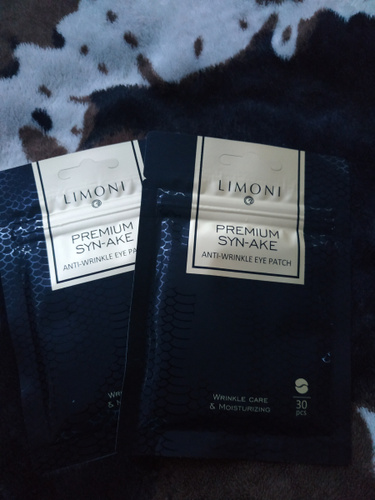 LIMONI
PREMIUM
SYN-AKE
ANTI-WRINKLE EYE
LIMONI
PREMIUM
SYN-AKE
ANTI-WRINKLE EYE PATCH
WRINKLE CARE
& MOISTURIZING
30
pcs